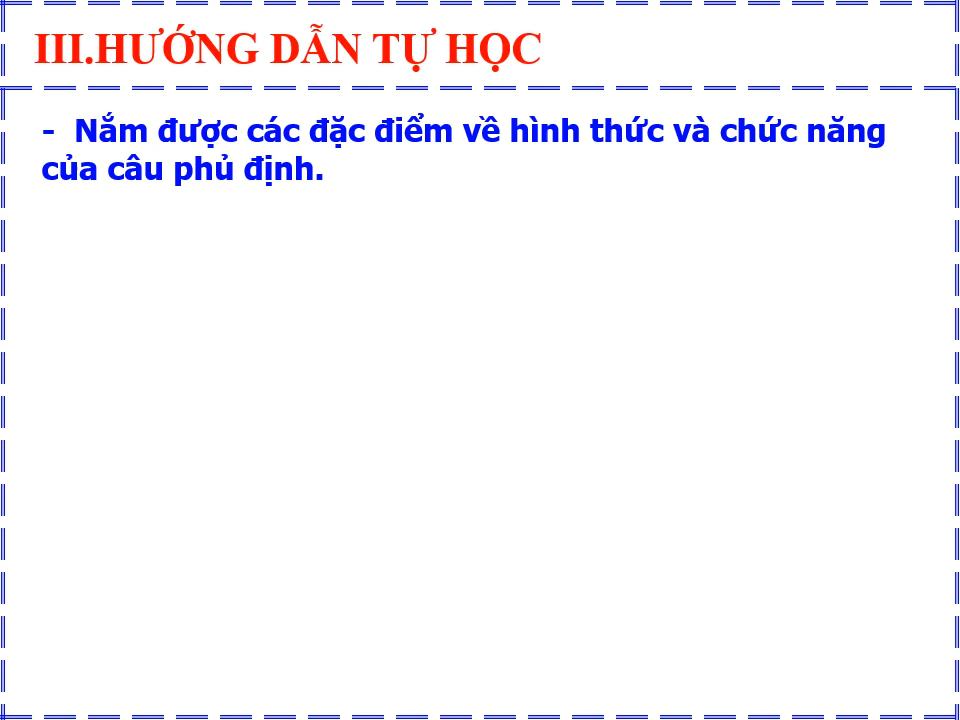 III.HƯỚNG DẪN TỰ HỌC
- Nắm được các đặc điểm về hình thức và chức năng
của câu phủ định.